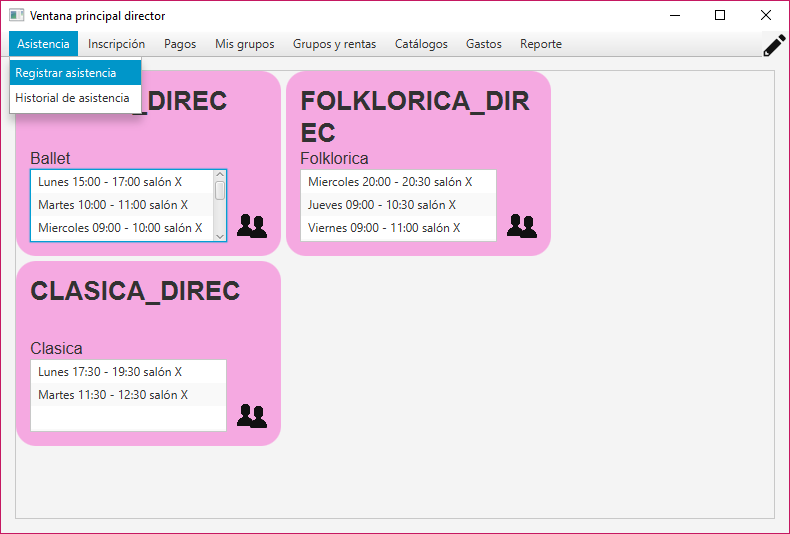 Ventana principal director
Asistencia Inscripción Pagos Mis grupos Grupos y rentas Catálogos Gastos Reporte
Registrar asistencia
Historial de asistencia
_DIREC
Ballet
Lunes 15:00 - 17:00 salón X
Martes 10:00 - 11:00 salón X
Miercoles 09:00 - 10:00 salón X
FOLKLORICA_DIR
EC
Folklorica
Miercoles 20:00 - 20:30 salón X
Jueves 09:00 - 10:30 salón X
Viernes 09:00 - 11:00 salón X
CLASICA_DIREC
Clasica
Lunes 17:30 - 19:30 salón X
Martes 11:30 - 12:30 salón X